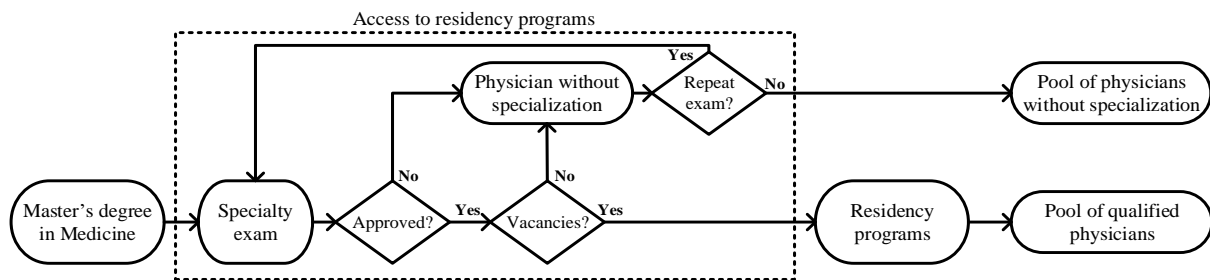 Access to residency programs
Yes
Physician without
specialization
Repeat
exam?
No
Pool of physicians
without specialization
No
No
Master’s degree
in Medicine
Specialty
exam
Approved?
Yes
Vacancies?
Yes
Residency
programs
Pool of qualified
physicians